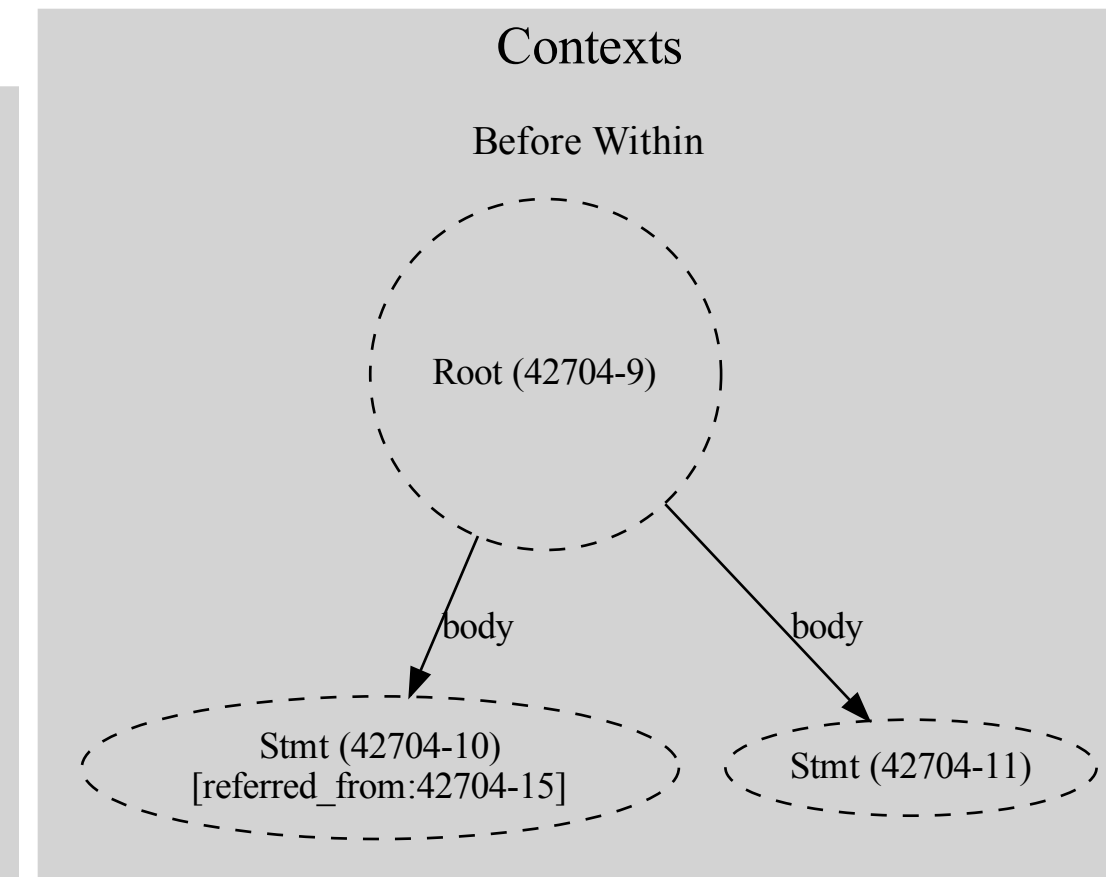 Contexts
Before Within
Root (42704-9)
body
body
Stmt (42704-10)
[referred_from:42704-15]
Stmt (42704-11)